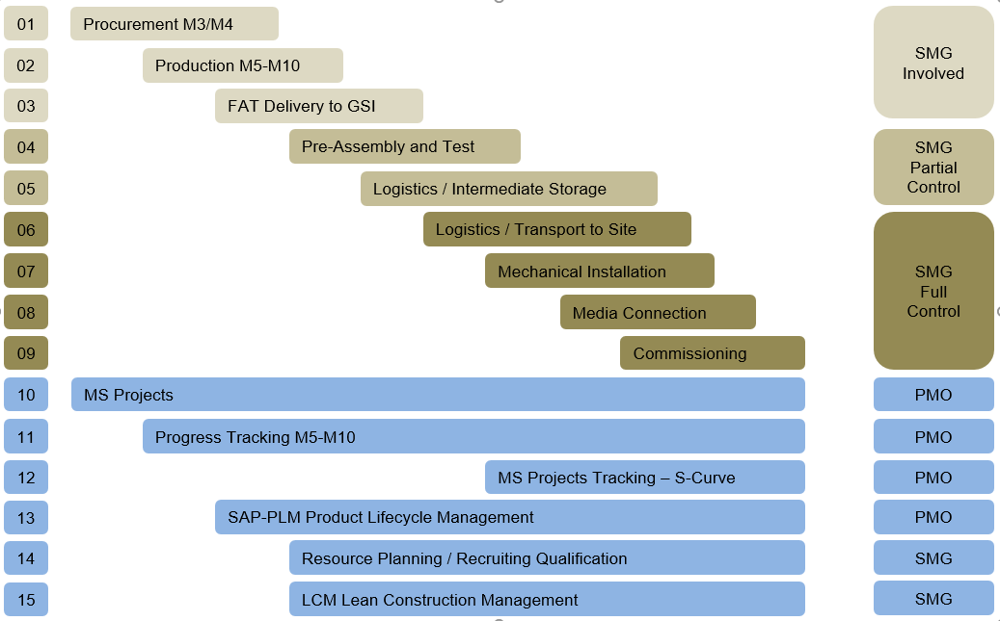 01
Procurement M3/M4
SMG
Involved
02
Production M5-M10
03
FAT Delivery to GSI
04
Pre-Assembly and Test
SMG
Partial
Control
05
Logistics / Intermediate Storage
06
Logistics / Transport to Site
SMG
Full
Control
07
Mechanical Installation
08
Media Connection
09
Commissioning
10
MS Projects
PMO
11
Progress Tracking M5-M10
PMO
12
MS Projects Tracking – S-Curve
PMO
13
SAP-PLM Product Lifecycle Management
PMO
14
Resource Planning / Recruiting Qualification
SMG
15
LCM Lean Construction Management
SMG